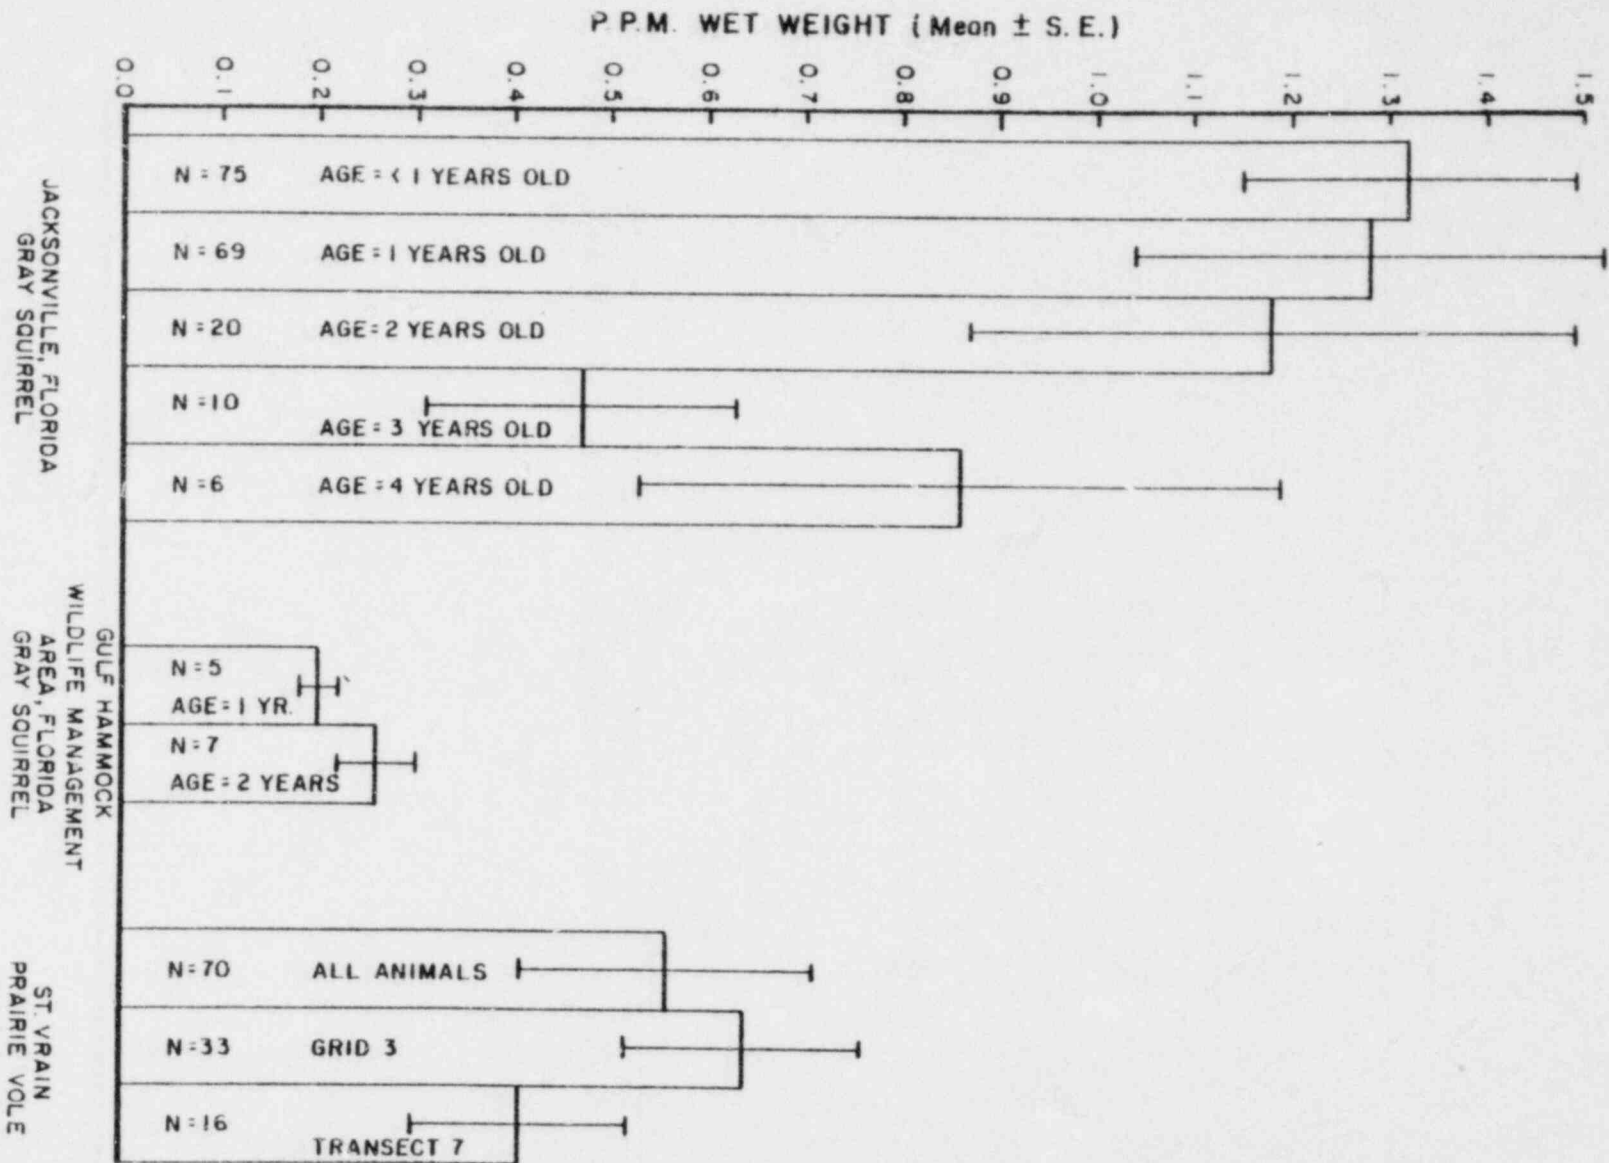 P.P.M. WET WEIGHT (Mean ± S.E.)
0.0
0.1
0.2
0.3
0.4
0.5
0.6
0.7
0.8
0.9
1.0
1.1
1.2
1.3
1.4
1.5
JACKSONVILLE, FLORIDA
GRAY SQUIRREL
N = 75 AGE = < 1 YEARS OLD
N = 69 AGE = 1 YEARS OLD
N = 20 AGE = 2 YEARS OLD
N = 10
AGE = 3 YEARS OLD
N = 6 AGE = 4 YEARS OLD
GULF HAMMOCK
WILDLIFE MANAGEMENT
AREA, FLORIDA
GRAY SQUIRREL
N = 5
AGE = 1 YR.
N = 7
AGE = 2 YEARS
ST. VRAIN
PRAIRIE VOLE
N = 70 ALL ANIMALS
N = 33 GRID 3
N = 16
TRANSECT 7